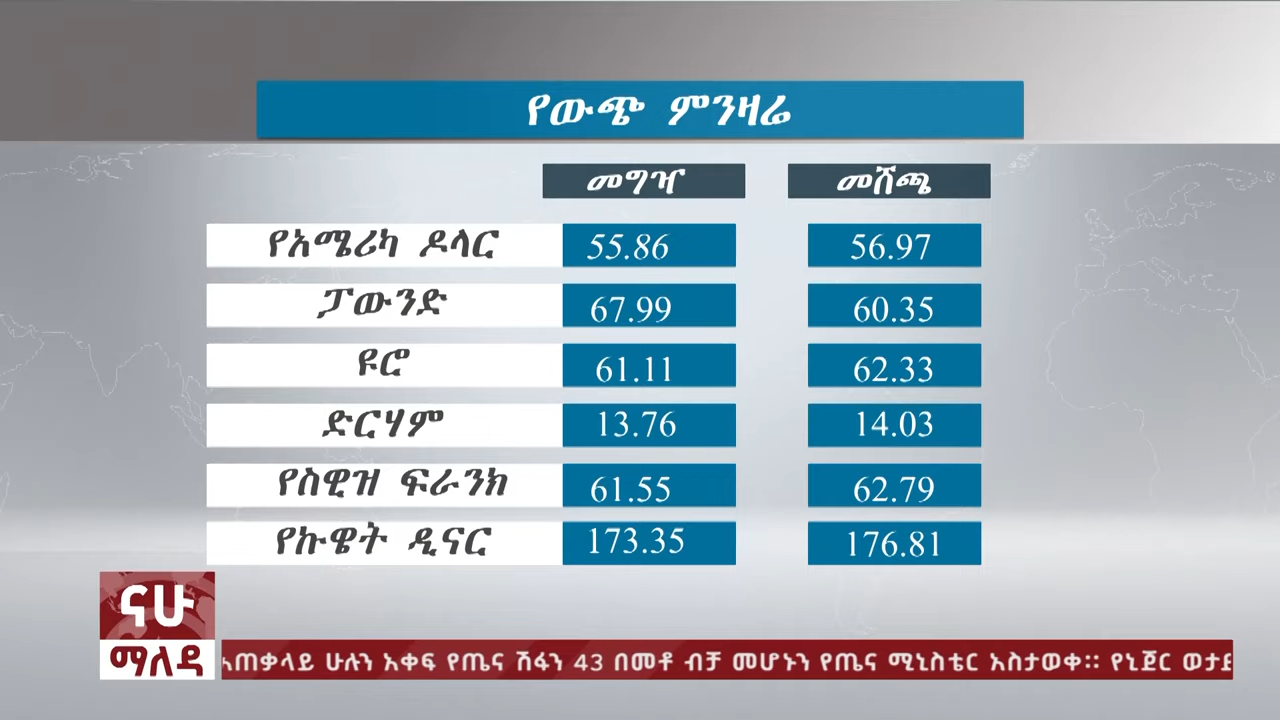 የውጭ ምንዛሬ
መግዣ መሸጫ
የአሜሪካ ዶላር 55.86 56.97
ፓውንድ 67.99 60.35
ዩሮ 61.11 62.33
ድርሃም 13.76 14.03
የስዊዝ ፍራንክ 61.55 62.79
የኩዌት ዲናር 173.35 176.81
ናሁ
ማለዳ
አጠቃላይ ሁሉን አቀፍ የጤና ሽፋን 43 በመቶ ብቻ መሆኑን የጤና ሚኒስቴር አስታወቀ፡፡ የኒጀር